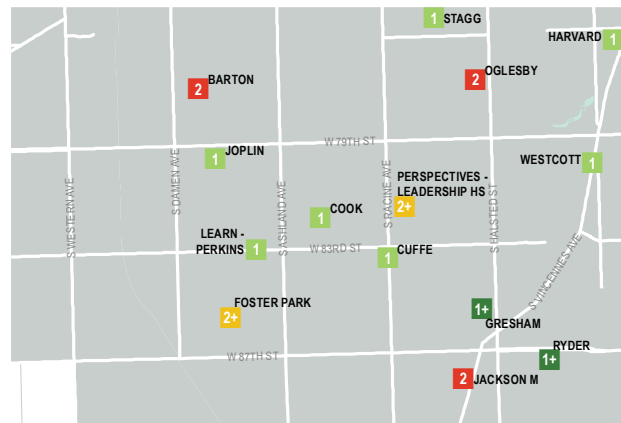 1
STAGG
HARVARD
1
2
BARTON
2
OGLESBY
W 79TH ST
1
JOPLIN
WESTCOTT
1
S WESTERN AVE
S DAMEN AVE
S ASHLAND AVE
S RACINE AVE
S HALSTED ST
PERSPECTIVES -
LEADERSHIP HS
2+
1
COOK
LEARN -
PERKINS
1
W 83RD ST
1
CUFFE
S VINCENNES AVE
FOSTER PARK
2+
1+
GRESHAM
RYDER
1+
W 87TH ST
2
JACKSON M